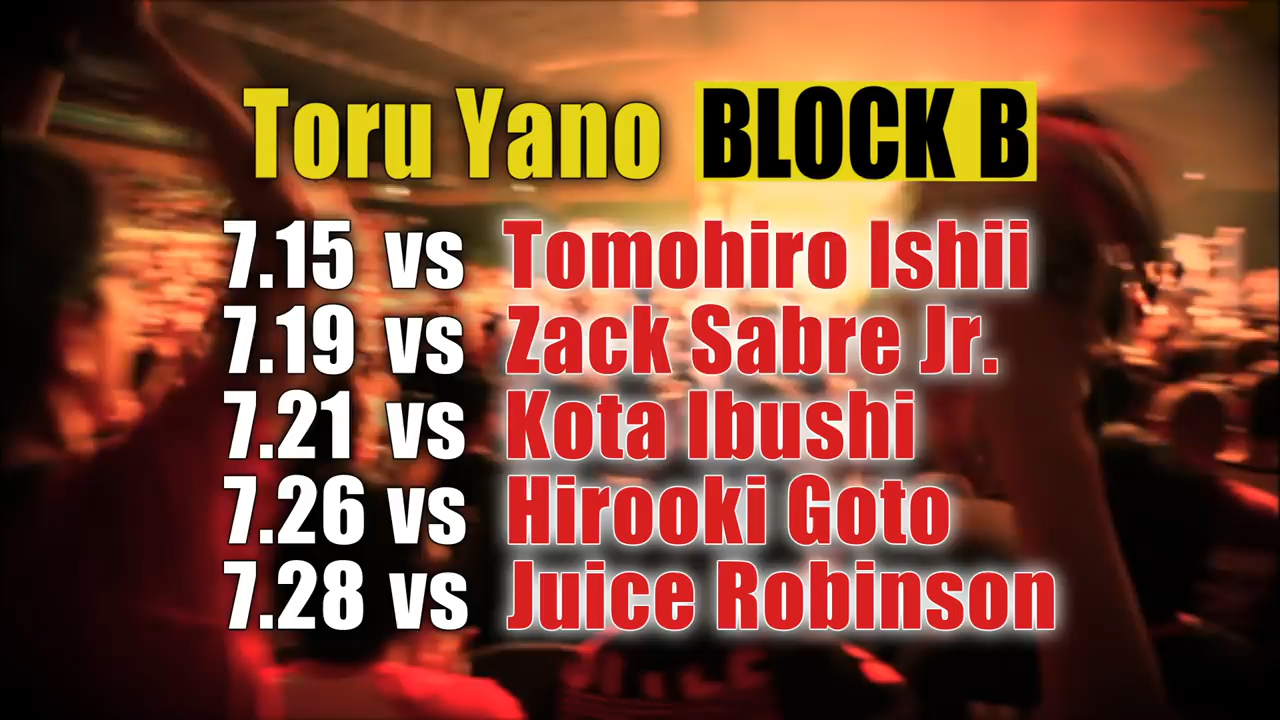 Toru Yano BLOCK B
7.15 vs Tomohiro Ishii
7.19 vs Zack Sabre Jr.
7.21 vs Kota Ibushi
7.26 vs Hirooki Goto
7.28 vs Juice Robinson